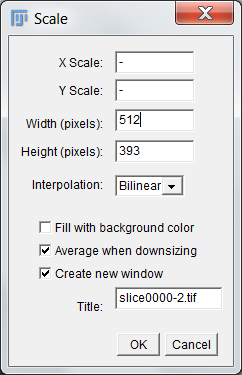 Scale
X Scale: -
Y Scale: -
Width (pixels): 512
Height (pixels): 393
Interpolation: Bilinear
Fill with background color
Average when downsizing
Create new window
Title: slice0000-2.tif
OK Cancel